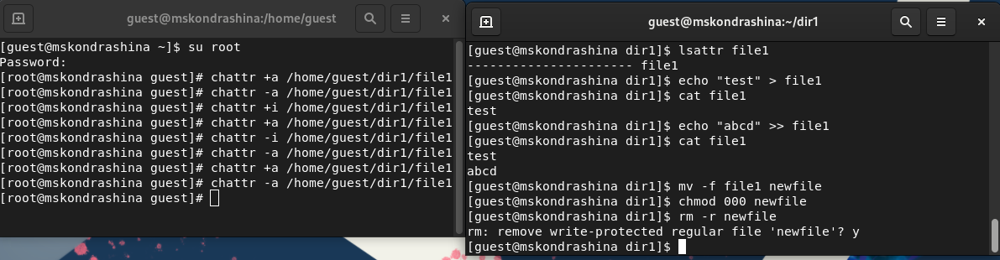 guest@mskondrashina:/home/guest
[guest@mskondrashina ~]$ su root
Password:
[root@mskondrashina guest]# chattr +a /home/guest/dir1/file1
[root@mskondrashina guest]# chattr -a /home/guest/dir1/file1
[root@mskondrashina guest]# chattr +i /home/guest/dir1/file1
[root@mskondrashina guest]# chattr +a /home/guest/dir1/file1
[root@mskondrashina guest]# chattr -i /home/guest/dir1/file1
[root@mskondrashina guest]# chattr -a /home/guest/dir1/file1
[root@mskondrashina guest]# chattr +a /home/guest/dir1/file1
[root@mskondrashina guest]# chattr -a /home/guest/dir1/file1
[root@mskondrashina guest]#
guest@mskondrashina:~/dir1
[guest@mskondrashina dir1]$ lsattr file1
---------------------- file1
[guest@mskondrashina dir1]$ echo "test" > file1
[guest@mskondrashina dir1]$ cat file1
test
[guest@mskondrashina dir1]$ echo "abcd" >> file1
[guest@mskondrashina dir1]$ cat file1
test
abcd
[guest@mskondrashina dir1]$ mv -f file1 newfile
[guest@mskondrashina dir1]$ chmod 000 newfile
[guest@mskondrashina dir1]$ rm -r newfile
rm: remove write-protected regular file 'newfile'? y
[guest@mskondrashina dir1]$